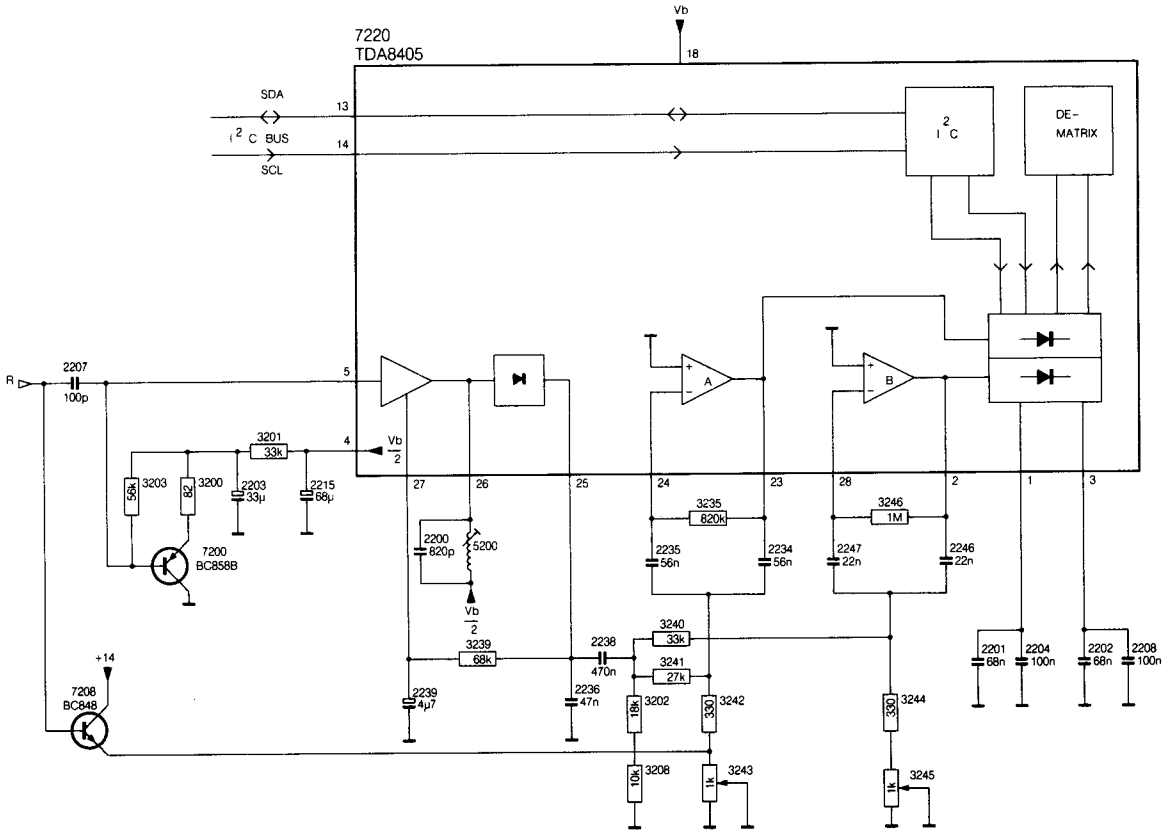 Vb
7220
TDA8405
18
SDA
13
I²C BUS
14
SCL
I²C
DE-
MATRIX
R
2207
100p
5
+
A
−
+
B
−
3201
33k
4
Vb
2
27
26
25
24
23
28
2
1
3
56k
3203
82
3200
2203
33µ
2215
68µ
3235
820k
3246
1M
7200
BC858B
2200
820p
5200
2235
56n
2234
56n
2247
22n
2246
22n
Vb
2
3239
68k
2238
470n
3240
33k
3241
27k
2201
68n
2204
100n
2202
68n
2208
100n
+14
7208
BC848
2239
4µ7
2236
47n
18k
3202
330
3242
330
3244
10k
3208
1k
3243
1k
3245